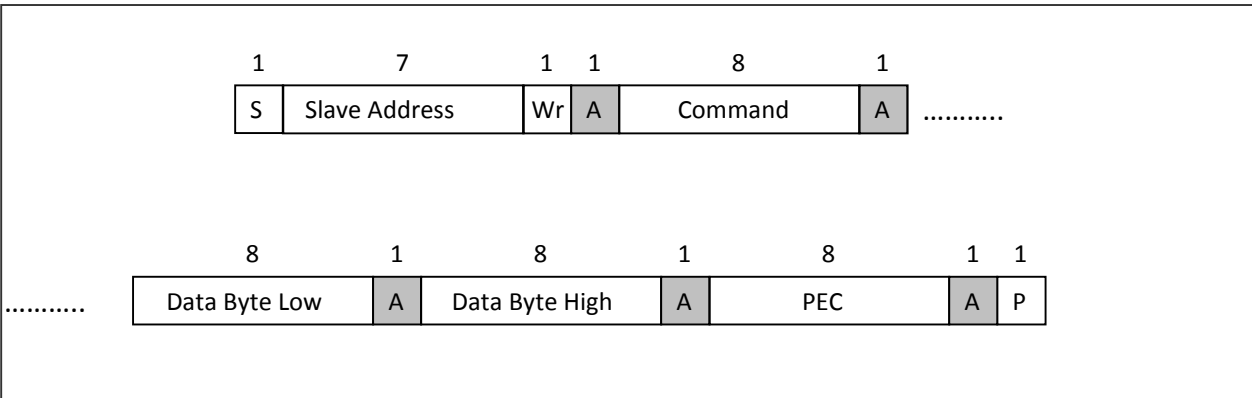 1 7 1 1 8 1
S Slave Address Wr A Command A ………..
8 1 8 1 8 1 1
……….. Data Byte Low A Data Byte High A PEC A P